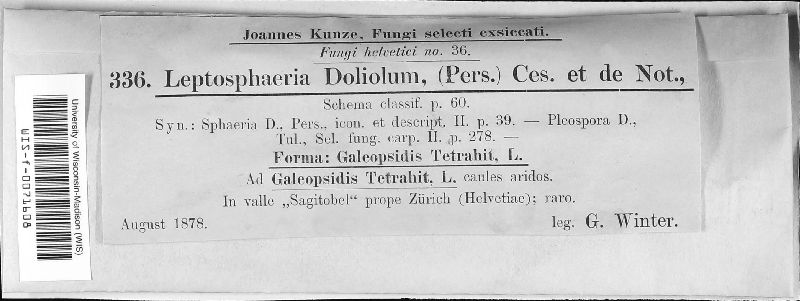 Joannes Kunze, Fungi selecti exsiccati.
Fungi helvetici no. 36.
336. Leptosphaeria Doliolum, (Pers.) Ces. et de Not.,
Schema classif. p. 60.
Syn.: Sphaeria D., Pers., icon. et descript. II. p. 39. — Pleospora D.,
Tul., Sel. fung. carp. II. p. 278. —
Forma: Galeopsidis Tetrahit, L.
Ad Galeopsidis Tetrahit, L. caules aridos.
In valle „Sagitobel“ prope Zürich (Helvetiae); raro.
August 1878. leg. G. Winter.
University of Wisconsin-Madison (WIS)
WIS-f-0071608